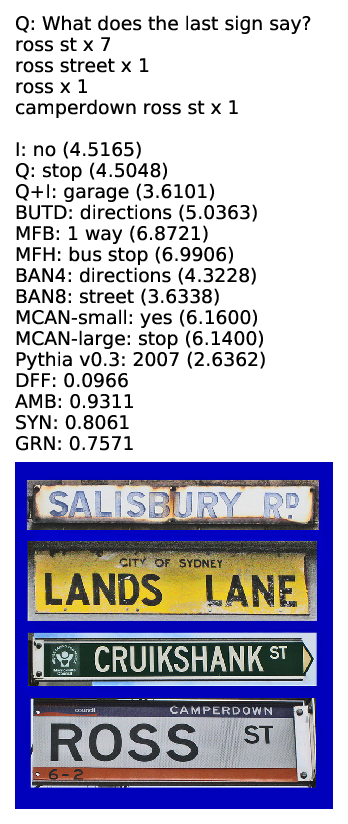 Q: What does the last sign say?
ross st x 7
ross street x 1
ross x 1
camperdown ross st x 1
I: no (4.5165)
Q: stop (4.5048)
Q+I: garage (3.6101)
BUTD: directions (5.0363)
MFB: 1 way (6.8721)
MFH: bus stop (6.9906)
BAN4: directions (4.3228)
BAN8: street (3.6338)
MCAN-small: yes (6.1600)
MCAN-large: stop (6.1400)
Pythia v0.3: 2007 (2.6362)
DFF: 0.0966
AMB: 0.9311
SYN: 0.8061
GRN: 0.7571
SALISBURY RD
CITY OF SYDNEY
LANDS LANE
CRUIKSHANK ST
council CAMPERDOWN
ROSS ST
6-2